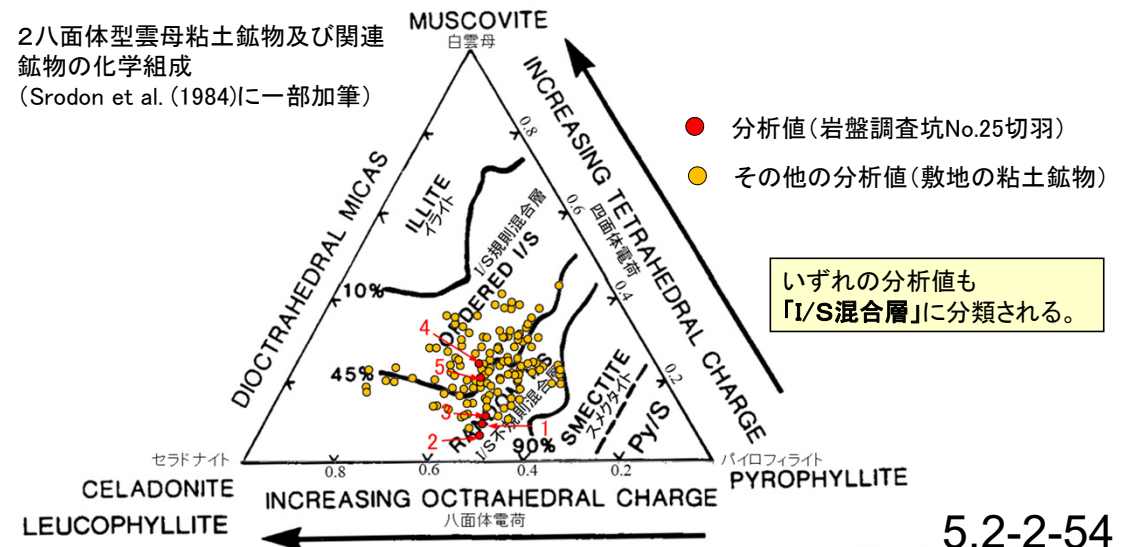 2八面体型雲母粘土鉱物及び関連
鉱物の化学組成
(Srodon et al. (1984)に一部加筆)
MUSCOVITE
白雲母
INCREASING TETRAHEDRAL CHARGE
四面体電荷
0.8
0.6
0.4
0.2
DIOCTRAHEDRAL MICAS
ILLITE
イライト
I/S規則混合層
ORDERED I/S
10%
45%
90%
4
5
3
2
1
I/S不規則混合層
SMECTITE
スメクタイト
Py/S
分析値(岩盤調査坑No.25切羽)
その他の分析値(敷地の粘土鉱物)
いずれの分析値も
「I/S混合層」に分類される。
セラドナイト
CELADONITE
LEUCOPHYLLITE
0.8
0.6
0.4
0.2
INCREASING OCTRAHEDRAL CHARGE
八面体電荷
パイロフィライト
PYROPHYLLITE
5.2-2-54